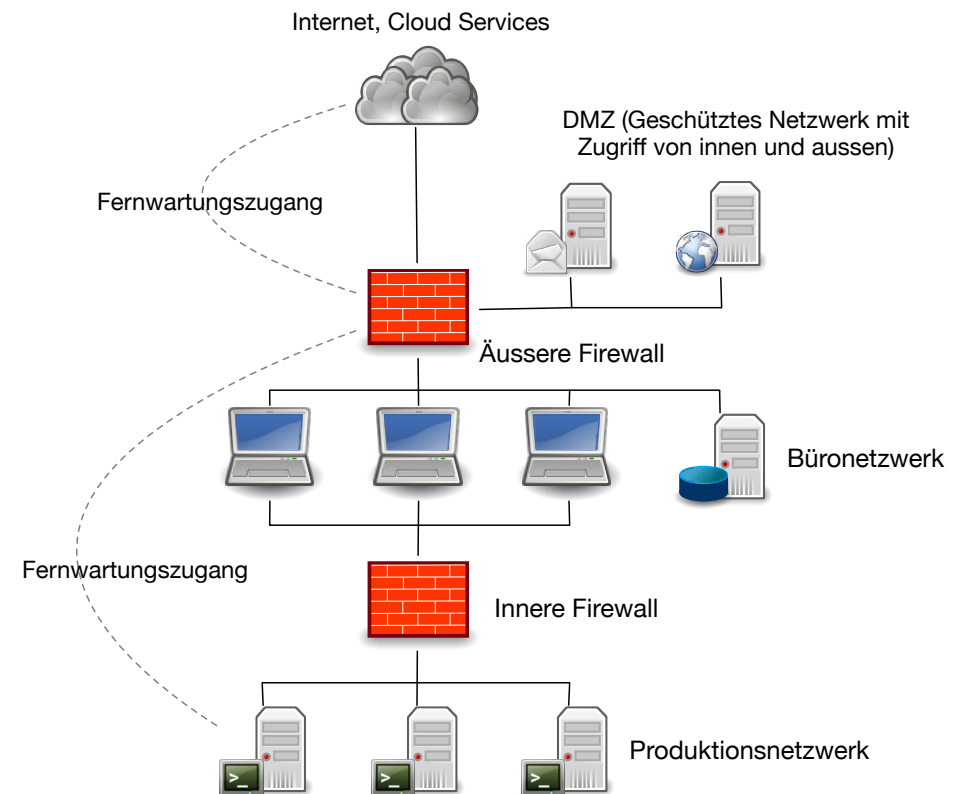 Internet, Cloud Services
DMZ (Geschütztes Netzwerk mit
Zugriff von innen und aussen)
Fernwartungszugang
Äussere Firewall
Büronetzwerk
Fernwartungszugang
Innere Firewall
Produktionsnetzwerk
>_
>_
>_